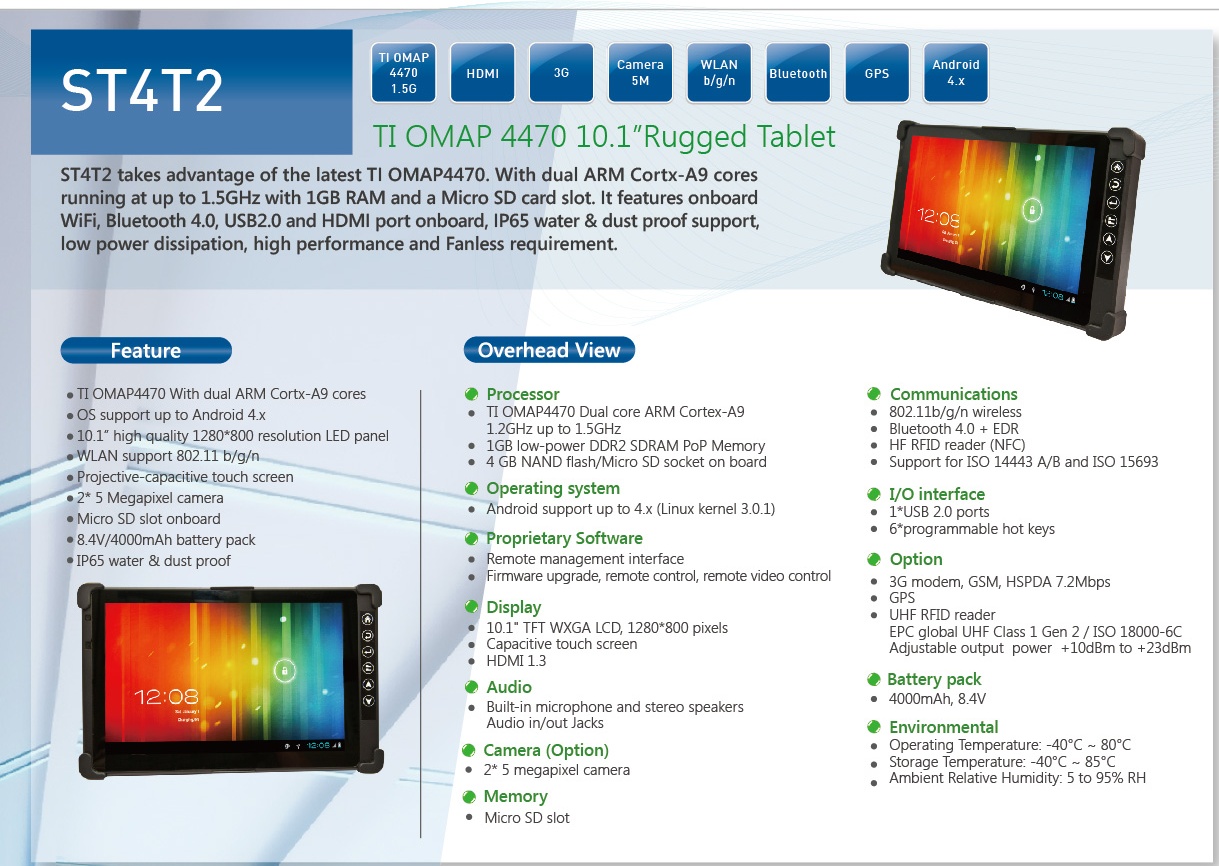 ST4T2
TI OMAP
4470
1.5G
HDMI
3G
Camera
5M
WLAN
b/g/n
Bluetooth
GPS
Android
4.x
TI OMAP 4470 10.1”Rugged Tablet
ST4T2 takes advantage of the latest TI OMAP4470. With dual ARM Cortx-A9 cores
running at up to 1.5GHz with 1GB RAM and a Micro SD card slot. It features onboard
WiFi, Bluetooth 4.0, USB2.0 and HDMI port onboard, IP65 water & dust proof support,
low power dissipation, high performance and Fanless requirement.
12:08
12:08
Feature
TI OMAP4470 With dual ARM Cortx-A9 cores
OS support up to Android 4.x
10.1” high quality 1280*800 resolution LED panel
WLAN support 802.11 b/g/n
Projective-capacitive touch screen
2* 5 Megapixel camera
Micro SD slot onboard
8.4V/4000mAh battery pack
IP65 water & dust proof
12:08
12:08
Overhead View
Processor
TI OMAP4470 Dual core ARM Cortex-A9
1.2GHz up to 1.5GHz
1GB low-power DDR2 SDRAM PoP Memory
4 GB NAND flash/Micro SD socket on board
Operating system
Android support up to 4.x (Linux kernel 3.0.1)
Proprietary Software
Remote management interface
Firmware upgrade, remote control, remote video control
Display
10.1" TFT WXGA LCD, 1280*800 pixels
Capacitive touch screen
HDMI 1.3
Audio
Built-in microphone and stereo speakers
Audio in/out Jacks
Camera (Option)
2* 5 megapixel camera
Memory
Micro SD slot
Communications
802.11b/g/n wireless
Bluetooth 4.0 + EDR
HF RFID reader (NFC)
Support for ISO 14443 A/B and ISO 15693
I/O interface
1*USB 2.0 ports
6*programmable hot keys
Option
3G modem, GSM, HSPDA 7.2Mbps
GPS
UHF RFID reader
EPC global UHF Class 1 Gen 2 / ISO 18000-6C
Adjustable output power +10dBm to +23dBm
Battery pack
4000mAh, 8.4V
Environmental
Operating Temperature: -40°C ~ 80°C
Storage Temperature: -40°C ~ 85°C
Ambient Relative Humidity: 5 to 95% RH